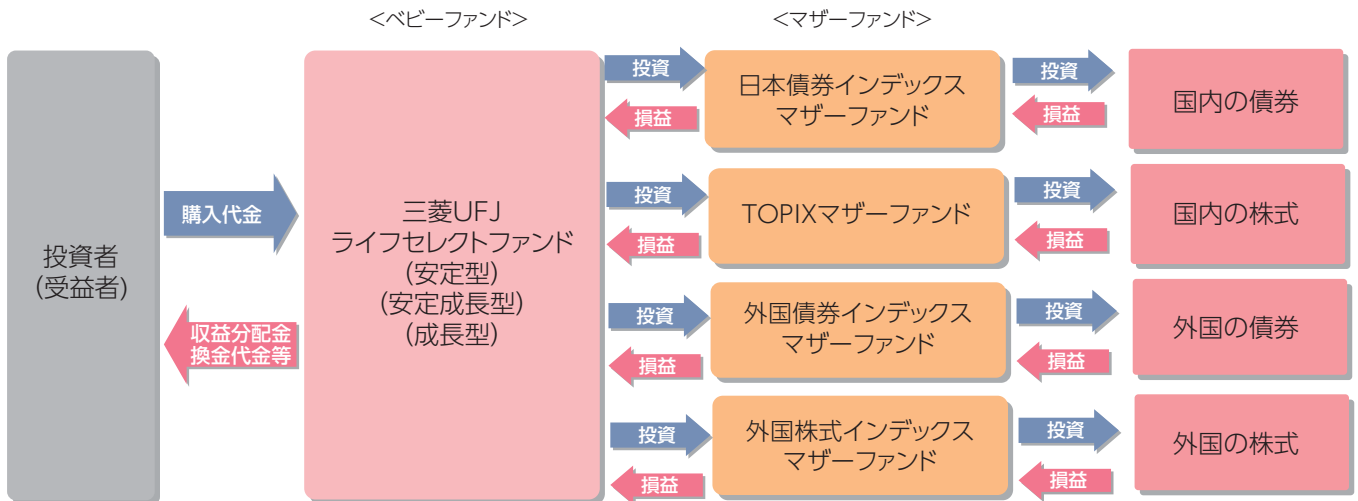 <ベビーファンド>
<マザーファンド>
投資者
(受益者)
購入代金
収益分配金
換金代金等
三菱UFJ
ライフセレクトファンド
(安定型)
(安定成長型)
(成長型)
投資
損益
日本債券インデックス
マザーファンド
投資
損益
国内の債券
投資
損益
TOPIXマザーファンド
投資
損益
国内の株式
投資
損益
外国債券インデックス
マザーファンド
投資
損益
外国の債券
投資
損益
外国株式インデックス
マザーファンド
投資
損益
外国の株式